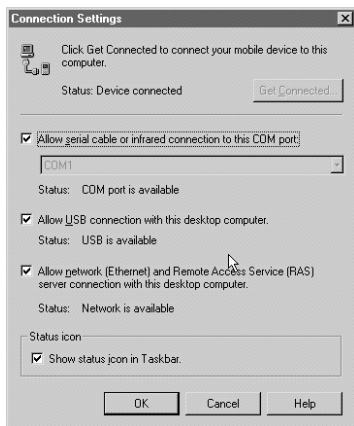 Connection Settings
Click Get Connected to connect your mobile device to this
computer.
Status: Device connected
Get Connected...
Allow serial cable or infrared connection to this COM port:
COM1
Status: COM port is available
Allow USB connection with this desktop computer.
Status: USB is available
Allow network (Ethernet) and Remote Access Service (RAS)
server connection with this desktop computer.
Status: Network is available
Status icon
Show status icon in Taskbar.
OK Cancel Help